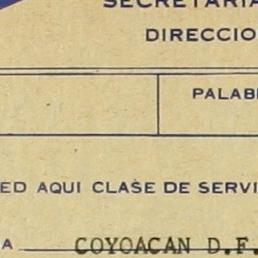 SECRETARIA
DIRECCIO
PALAB
ED AQUI CLASE DE SERVI
A COYOACAN D.F.